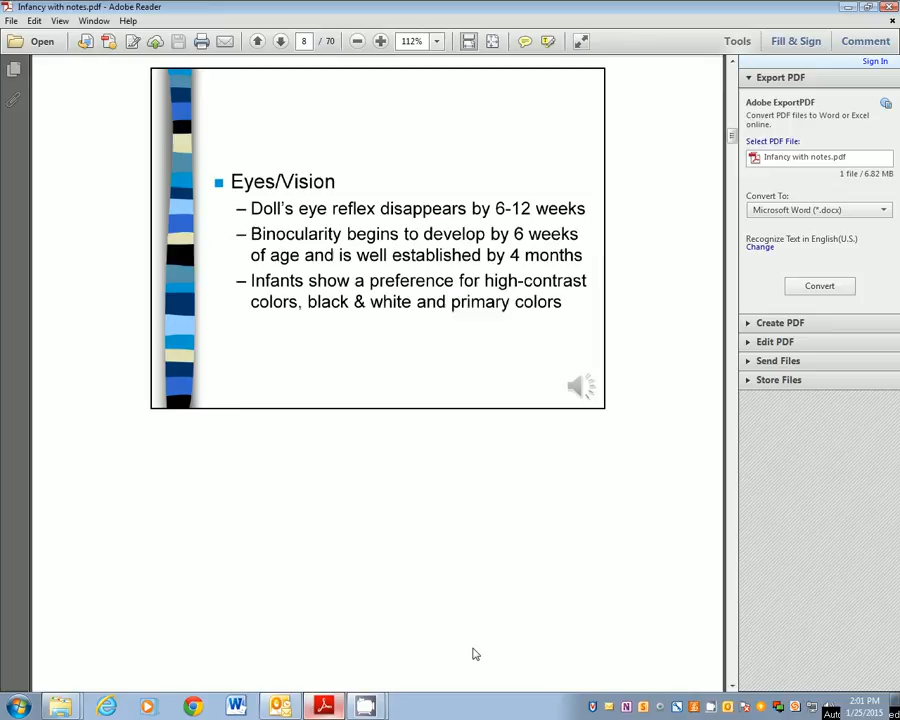 Infancy with notes.pdf - Adobe Reader
File Edit View Window Help
Open 8 / 70 112% Tools Fill & Sign Comment
Sign In
Export PDF
Adobe ExportPDF
Convert PDF files to Word or Excel
online.
Select PDF File:
Infancy with notes.pdf
1 file / 6.82 MB
Convert To:
Microsoft Word (*.docx)
Recognize Text in English(U.S.)
Change
Convert
Create PDF
Edit PDF
Send Files
Store Files
Eyes/Vision
– Doll's eye reflex disappears by 6-12 weeks
– Binocularity begins to develop by 6 weeks
of age and is well established by 4 months
– Infants show a preference for high-contrast
colors, black & white and primary colors
2:01 PM
1/25/2015